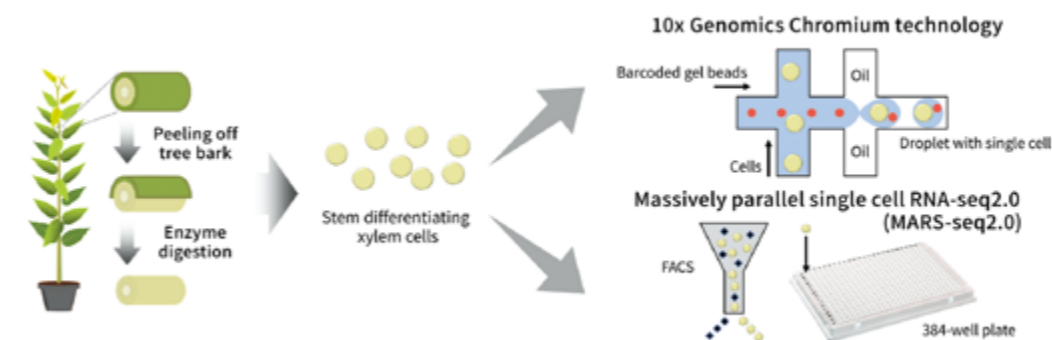 10x Genomics Chromium technology
Barcoded gel beads
Oil
Peeling off
tree bark
Oil
Droplet with single cell
Cells
Stem differentiating
xylem cells
Enzyme
digestion
Massively parallel single cell RNA-seq2.0
(MARS-seq2.0)
FACS
384-well plate